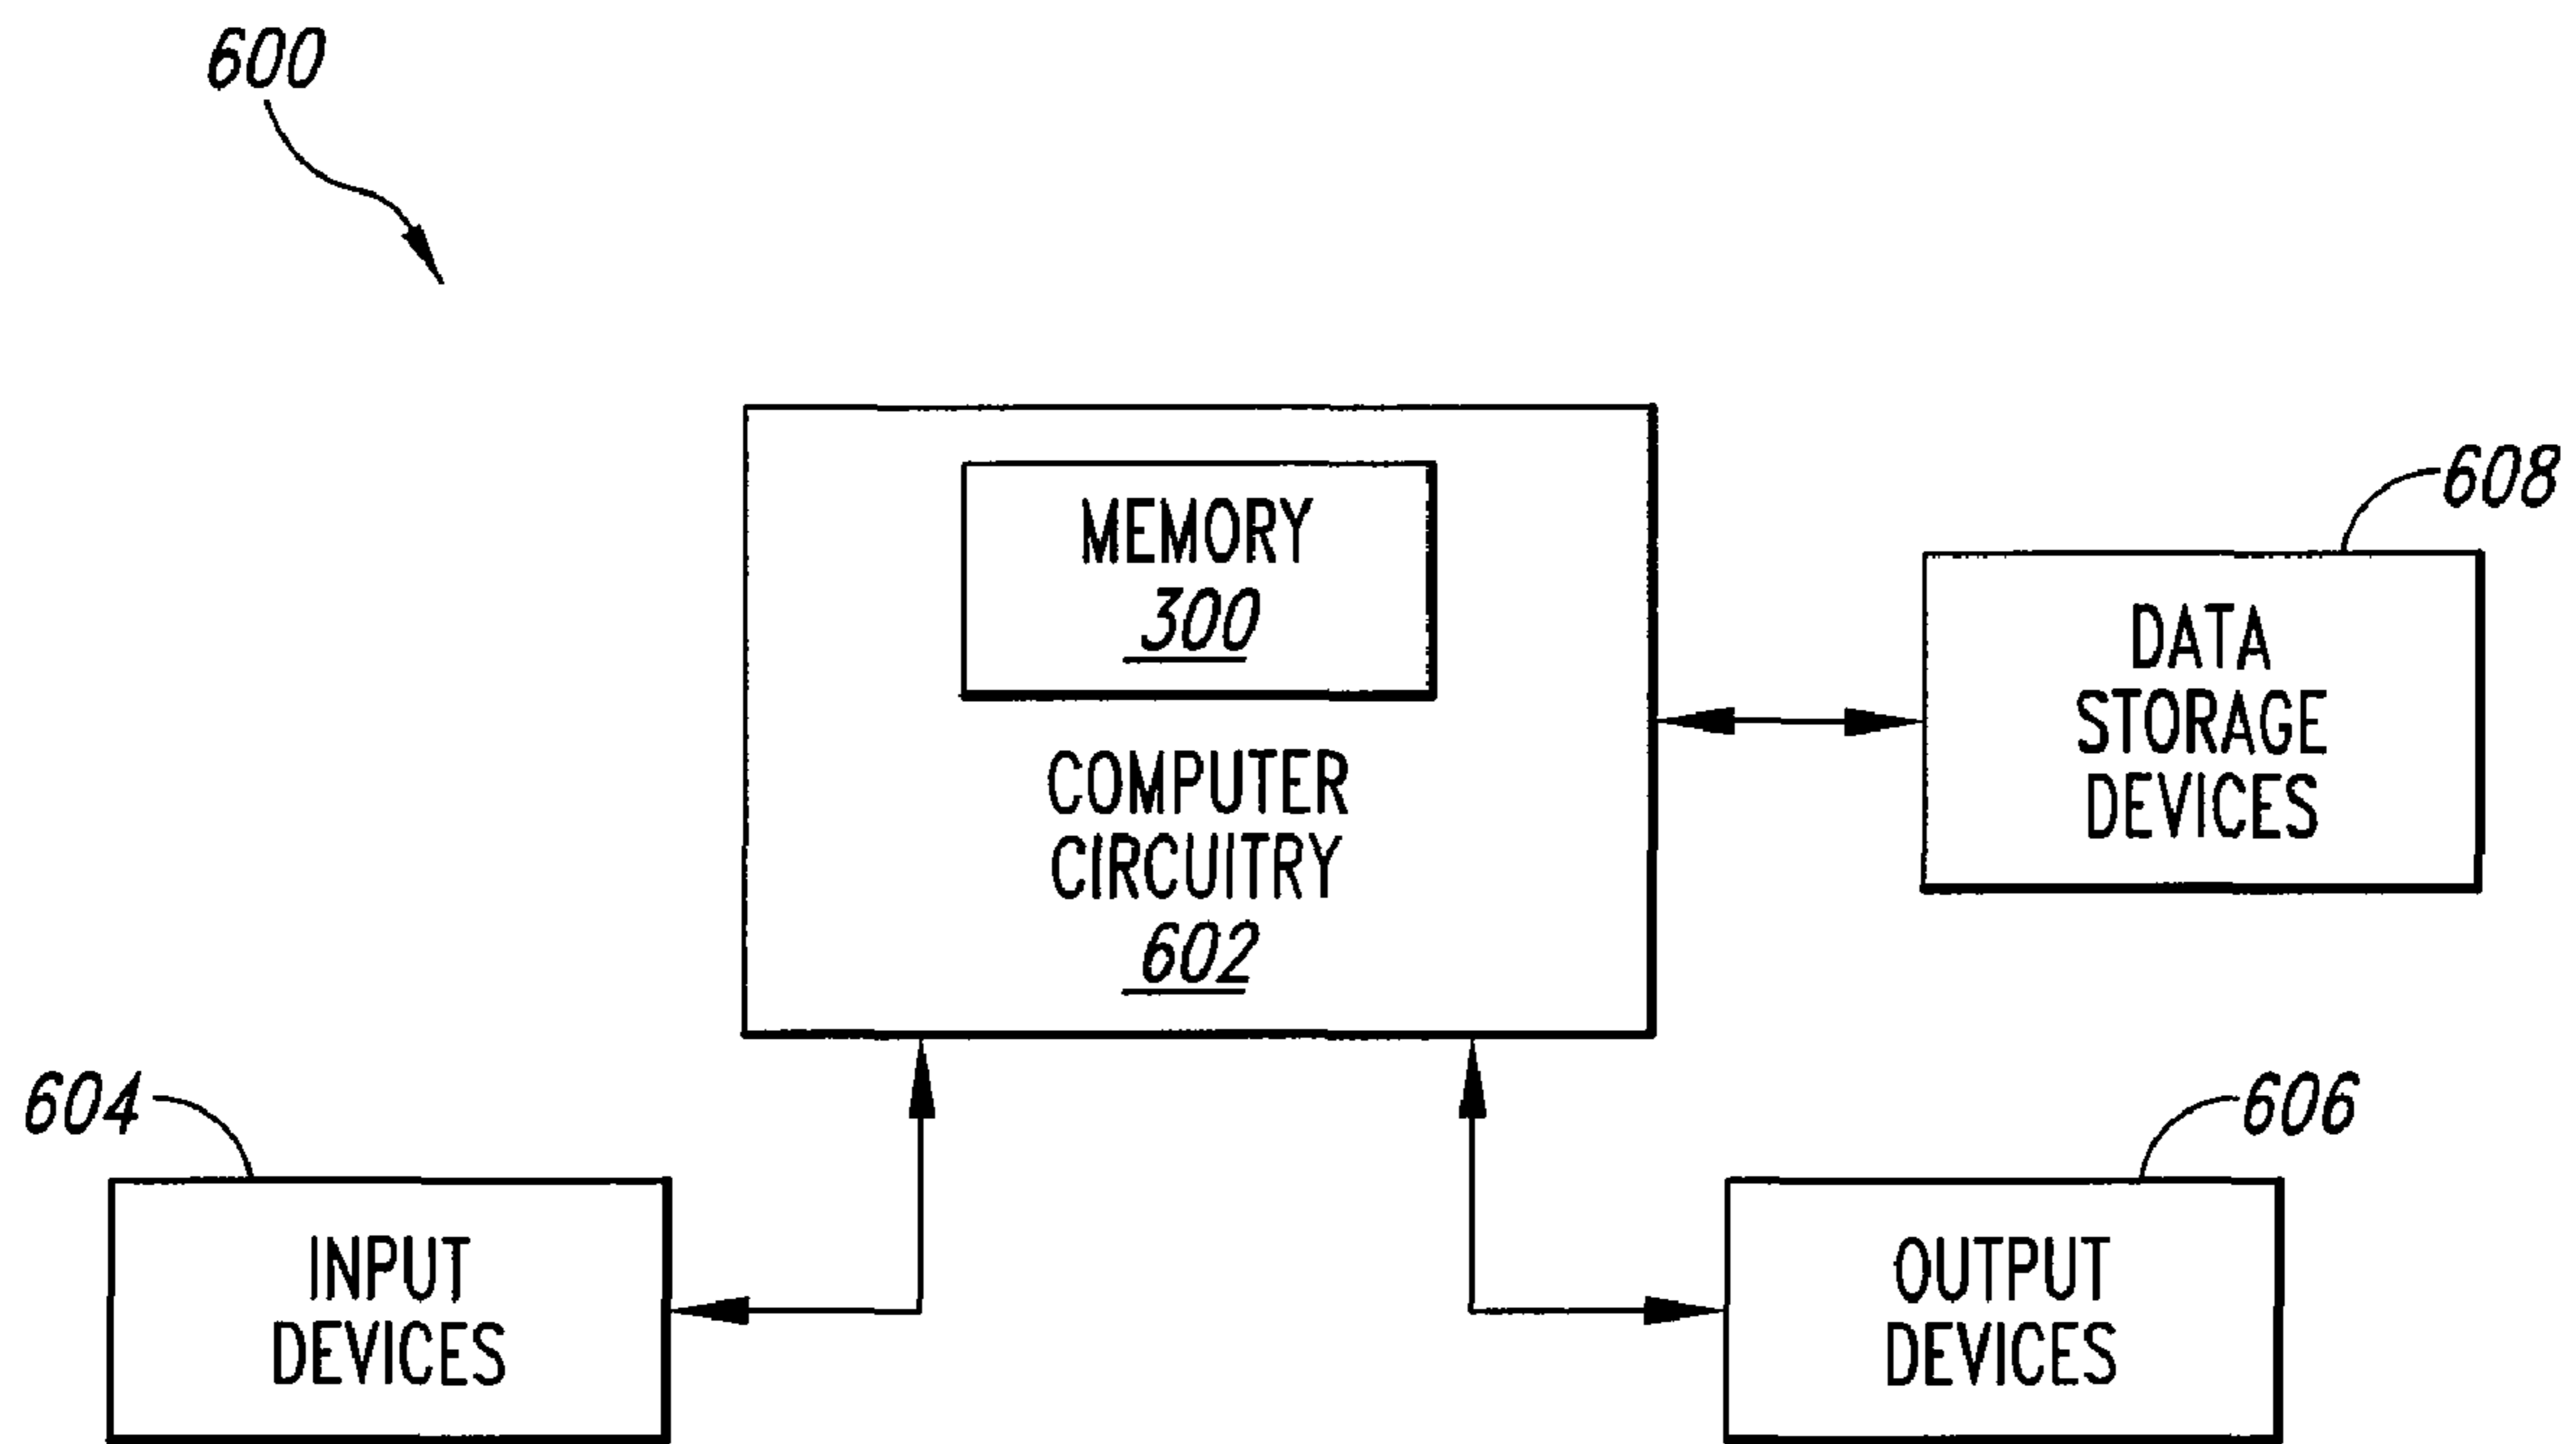 600
MEMORY
300
COMPUTER
CIRCUITRY
602
608
DATA
STORAGE
DEVICES
604
INPUT
DEVICES
606
OUTPUT
DEVICES